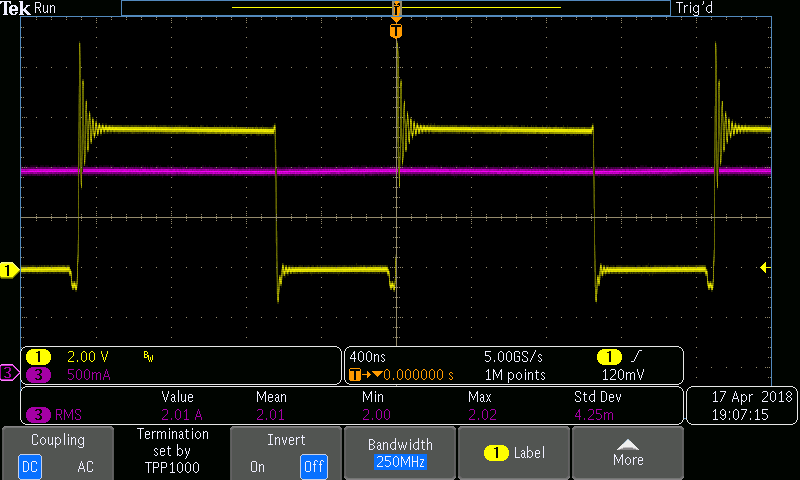 Tek Run Trig'd
T
T
1
3
1 2.00 V BW
3 500mA
400ns 5.00GS/s 1 120mV
T 0.000000 s 1M points
Value Mean Min Max Std Dev
3 RMS 2.01 A 2.01 2.00 2.02 4.25m
17 Apr 2018
19:07:15
Coupling
DC AC
Termination
set by
TPP1000
Invert
On Off
Bandwidth
250MHz
1 Label
More